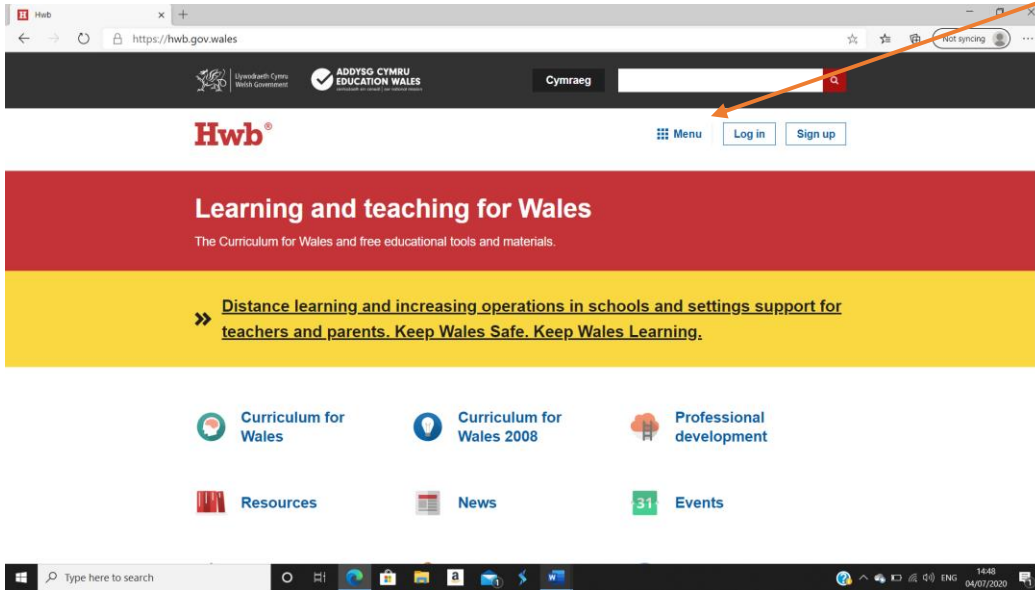 Hwb
https://hwb.gov.wales
Not syncing
Llywodraeth Cymru
Welsh Government
ADDYSG CYMRU
EDUCATION WALES
Cymraeg
Hwb®
Menu
Log in
Sign up
Learning and teaching for Wales
The Curriculum for Wales and free educational tools and materials.
Distance learning and increasing operations in schools and settings support for
teachers and parents. Keep Wales Safe. Keep Wales Learning.
Curriculum for
Wales
Curriculum for
Wales 2008
Professional
development
Resources
News
31
Events
Type here to search
ENG
14:48
04/07/2020